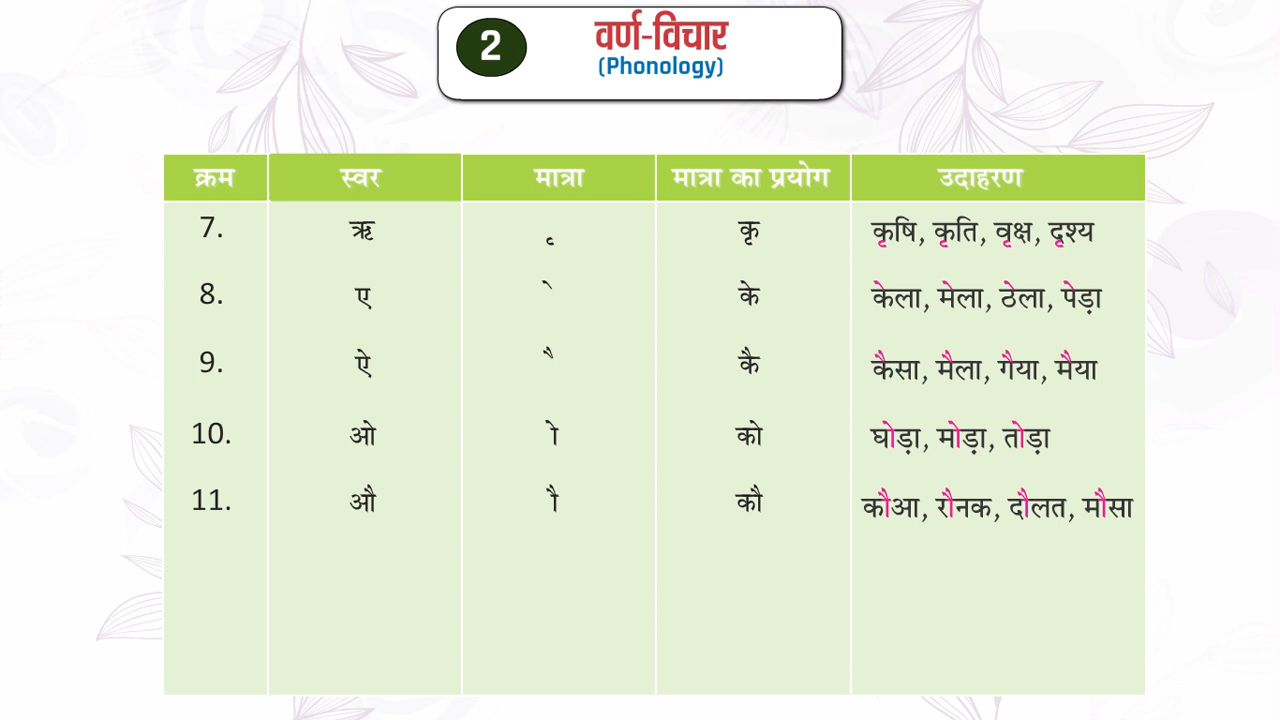 2
वर्ण-विचार
(Phonology)
क्रम स्वर मात्रा मात्रा का प्रयोग उदाहरण
7. ऋ ृ कृ कृषि, कृति, वृक्ष, दृश्य
8. ए े के केला, मेला, ठेला, पेड़ा
9. ऐ ै कै कैसा, मैला, गैया, मैया
10. ओ ो को घोड़ा, मोड़ा, तोड़ा
11. औ ौ कौ कौआ, रौनक, दौलत, मौसा